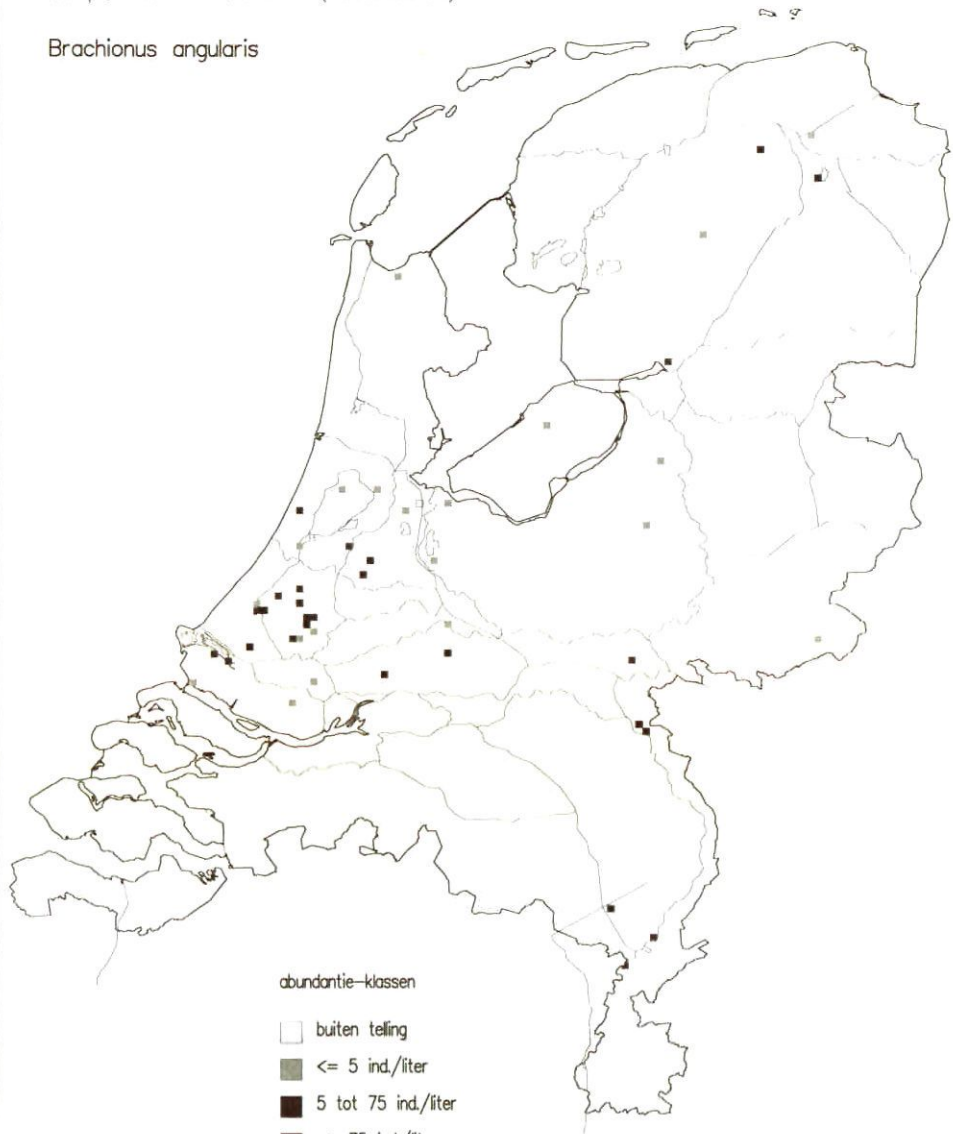 Brachionus angularis
abundantie-klassen
buiten telling
<= 5 ind./liter
5 tot 75 ind./liter